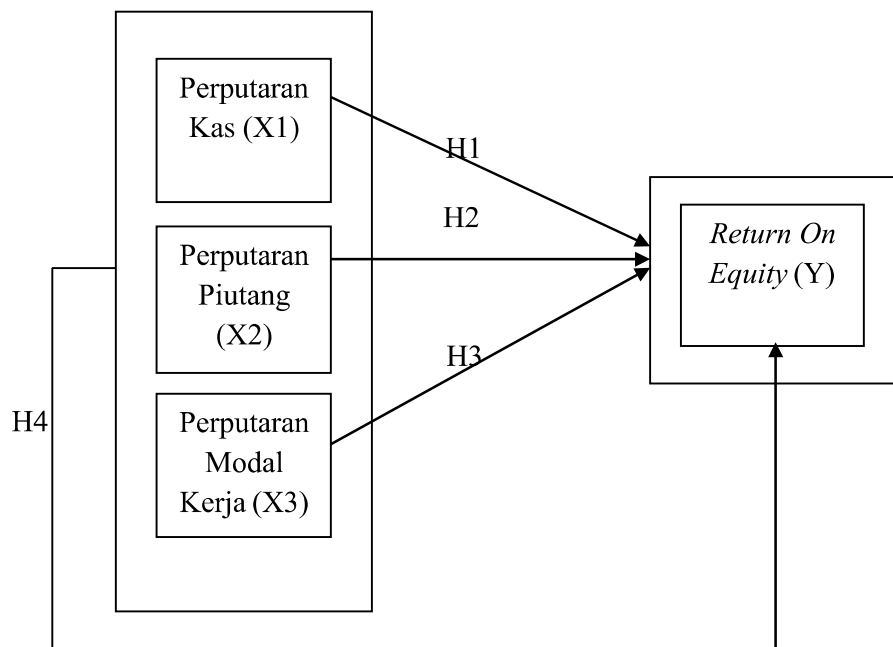 Perputaran
Kas (X1)
H1
H2
Return On
Equity (Y)
Perputaran
Piutang
(X2)
H3
H4
Perputaran
Modal
Kerja (X3)